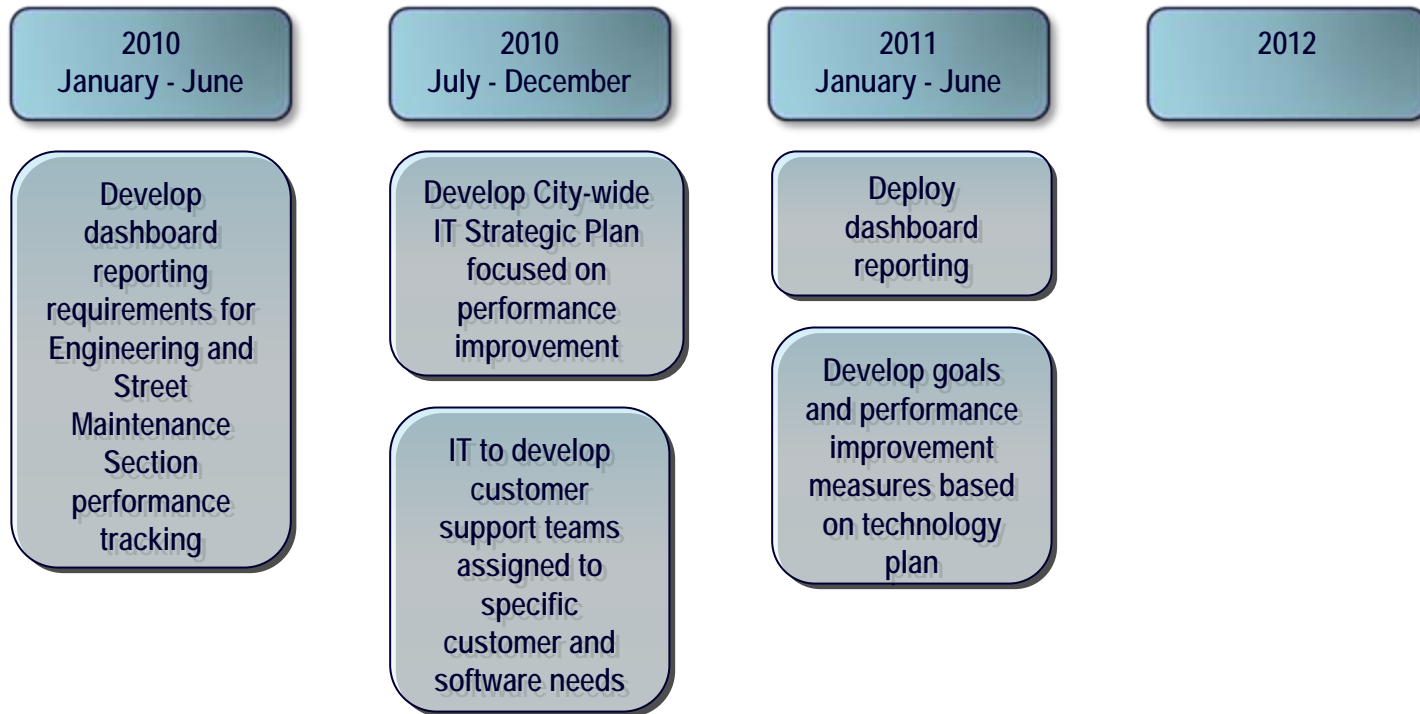 2010
January - June
2010
July - December
2011
January - June
2012
Develop
dashboard
reporting
requirements for
Engineering and
Street
Maintenance
Section
performance
tracking
Develop City-wide
IT Strategic Plan
focused on
performance
improvement
IT to develop
customer
support teams
assigned to
specific
customer and
software needs
Deploy
dashboard
reporting
Develop goals
and performance
improvement
measures based
on technology
plan